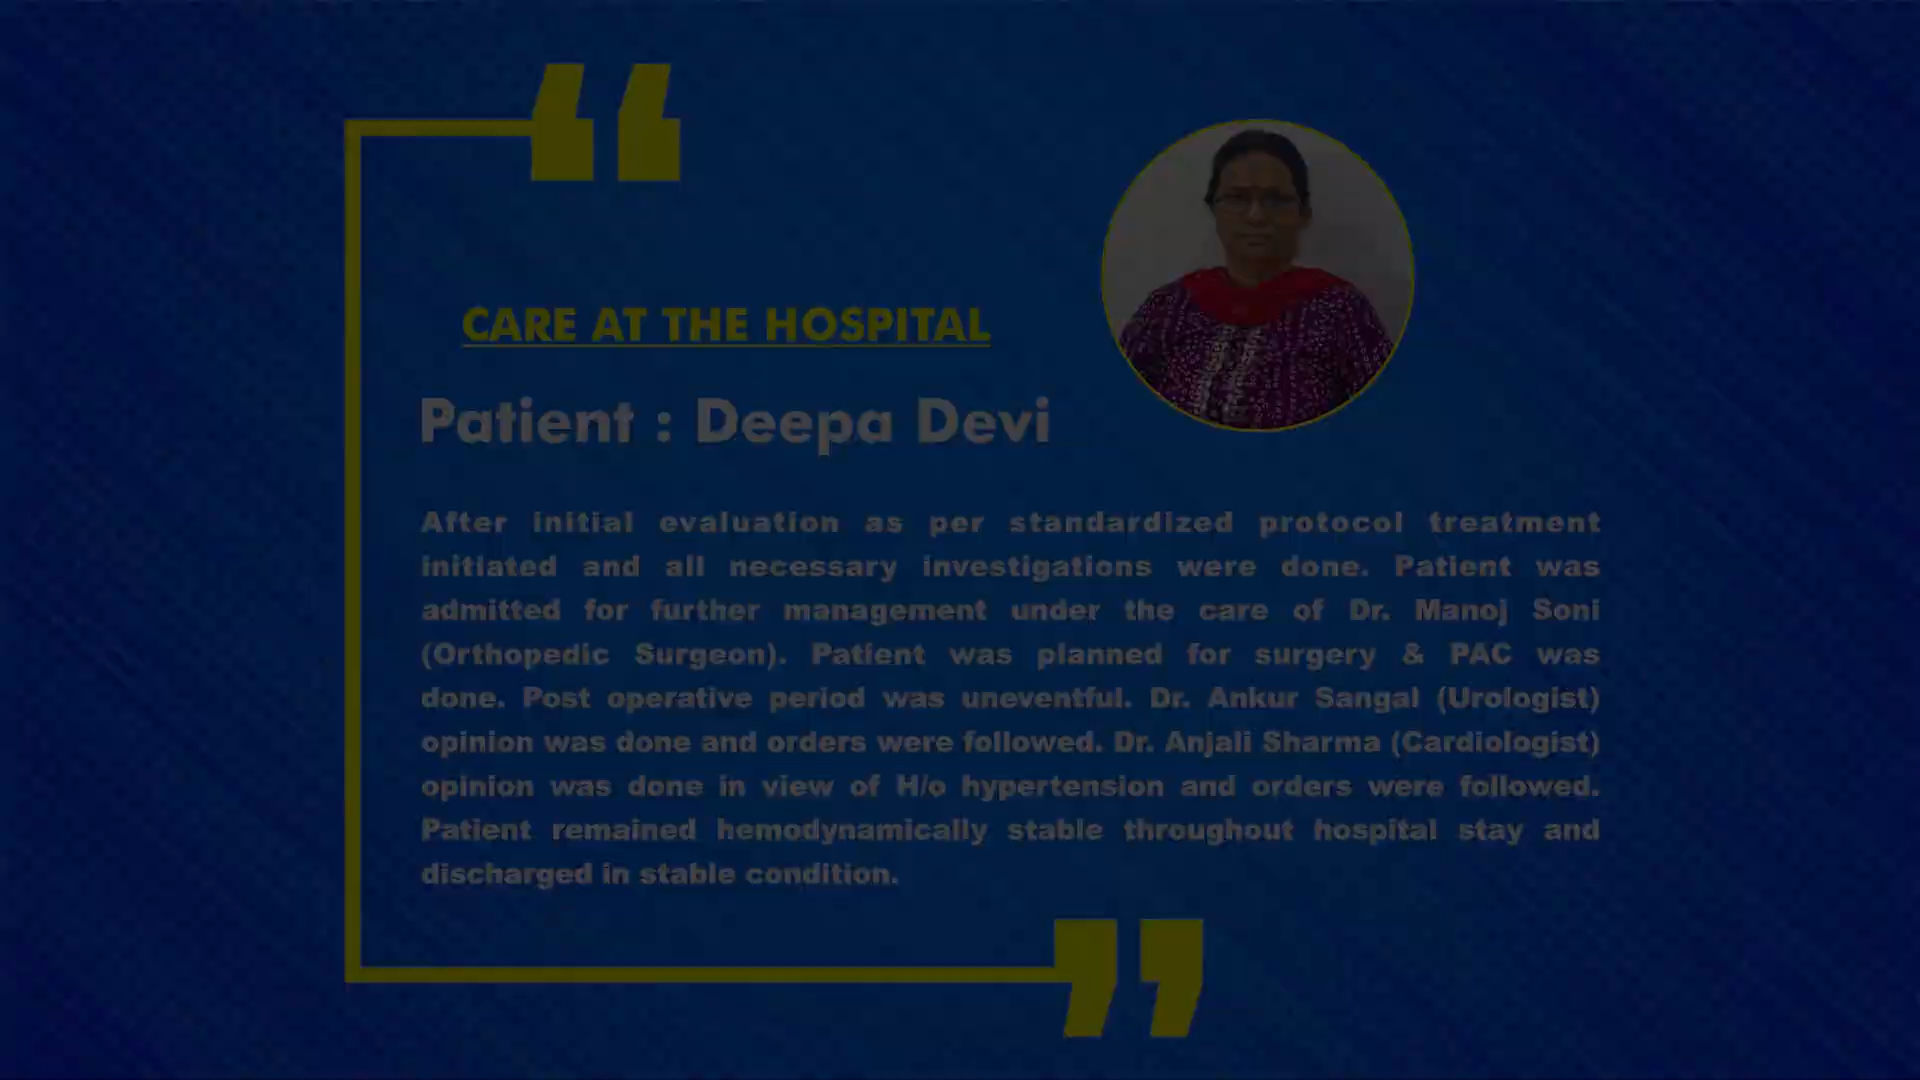 CARE AT THE HOSPITAL
Patient : Deepa Devi
After initial evaluation as per standardized protocol treatment
initiated and all necessary investigations were done. Patient was
admitted for further management under the care of Dr. Manoj Soni
(Orthopedic Surgeon). Patient was planned for surgery & PAC was
done. Post operative period was uneventful. Dr. Ankur Sangal (Urologist)
opinion was done and orders were followed. Dr. Anjali Sharma (Cardiologist)
opinion was done in view of H/o hypertension and orders were followed.
Patient remained hemodynamically stable throughout hospital stay and
discharged in stable condition.